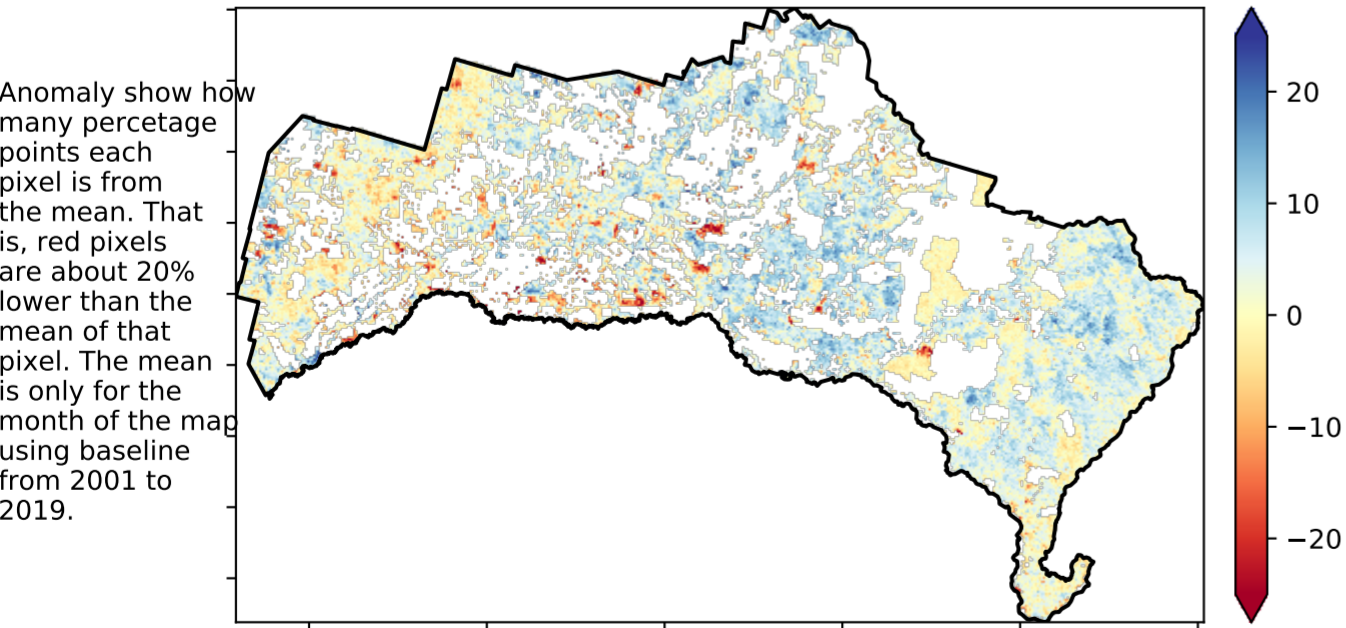 Anomaly show how
many percetage
points each
pixel is from
the mean. That
is, red pixels
are about 20%
lower than the
mean of that
pixel. The mean
is only for the
month of the map
using baseline
from 2001 to
2019.
20
10
0
−10
−20